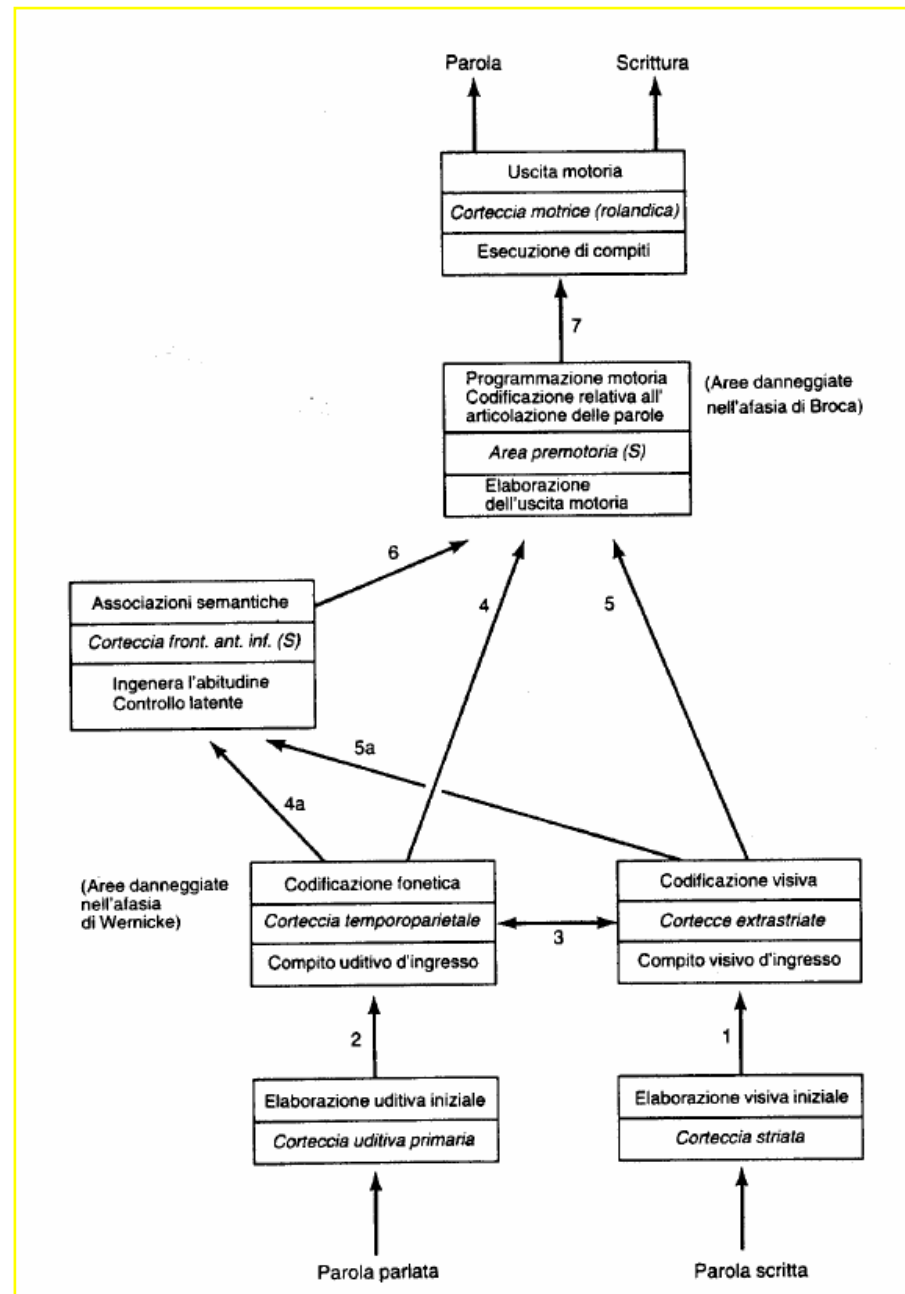 Parola
Scrittura
Uscita motoria
Corteccia motrice (rolandica)
Esecuzione di compiti
7
Programmazione motoria
Codificazione relativa all'
articolazione delle parole
Area premotoria (S)
Elaborazione
dell'uscita motoria
(Aree danneggiate
nell'afasia di Broca)
6
4
5
Associazioni semantiche
Corteccia front. ant. inf. (S)
Ingenera l'abitudine
Controllo latente
5a
4a
(Aree danneggiate
nell'afasia
di Wernicke)
Codificazione fonetica
Corteccia temporoparietale
Compito uditivo d'ingresso
3
Codificazione visiva
Cortecce extrastriate
Compito visivo d'ingresso
2
1
Elaborazione uditiva iniziale
Corteccia uditiva primaria
Elaborazione visiva iniziale
Corteccia striata
Parola parlata
Parola scritta